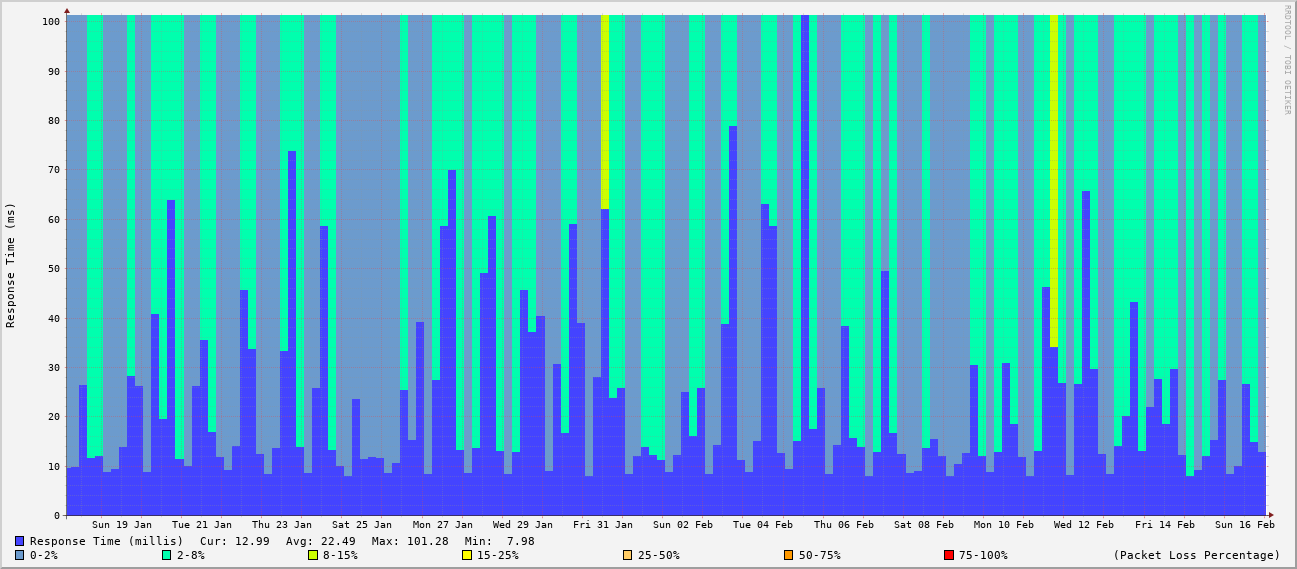 RRDTOOL / TOBI OETIKER
Response Time (ms)
100
90
80
70
60
50
40
30
20
10
0
Sun 19 Jan Tue 21 Jan Thu 23 Jan Sat 25 Jan Mon 27 Jan Wed 29 Jan Fri 31 Jan Sun 02 Feb Tue 04 Feb Thu 06 Feb Sat 08 Feb Mon 10 Feb Wed 12 Feb Fri 14 Feb Sun 16 Feb
Response Time (millis) Cur: 12.99 Avg: 22.49 Max: 101.28 Min: 7.98
0-2% 2-8% 8-15% 15-25% 25-50% 50-75% 75-100% (Packet Loss Percentage)